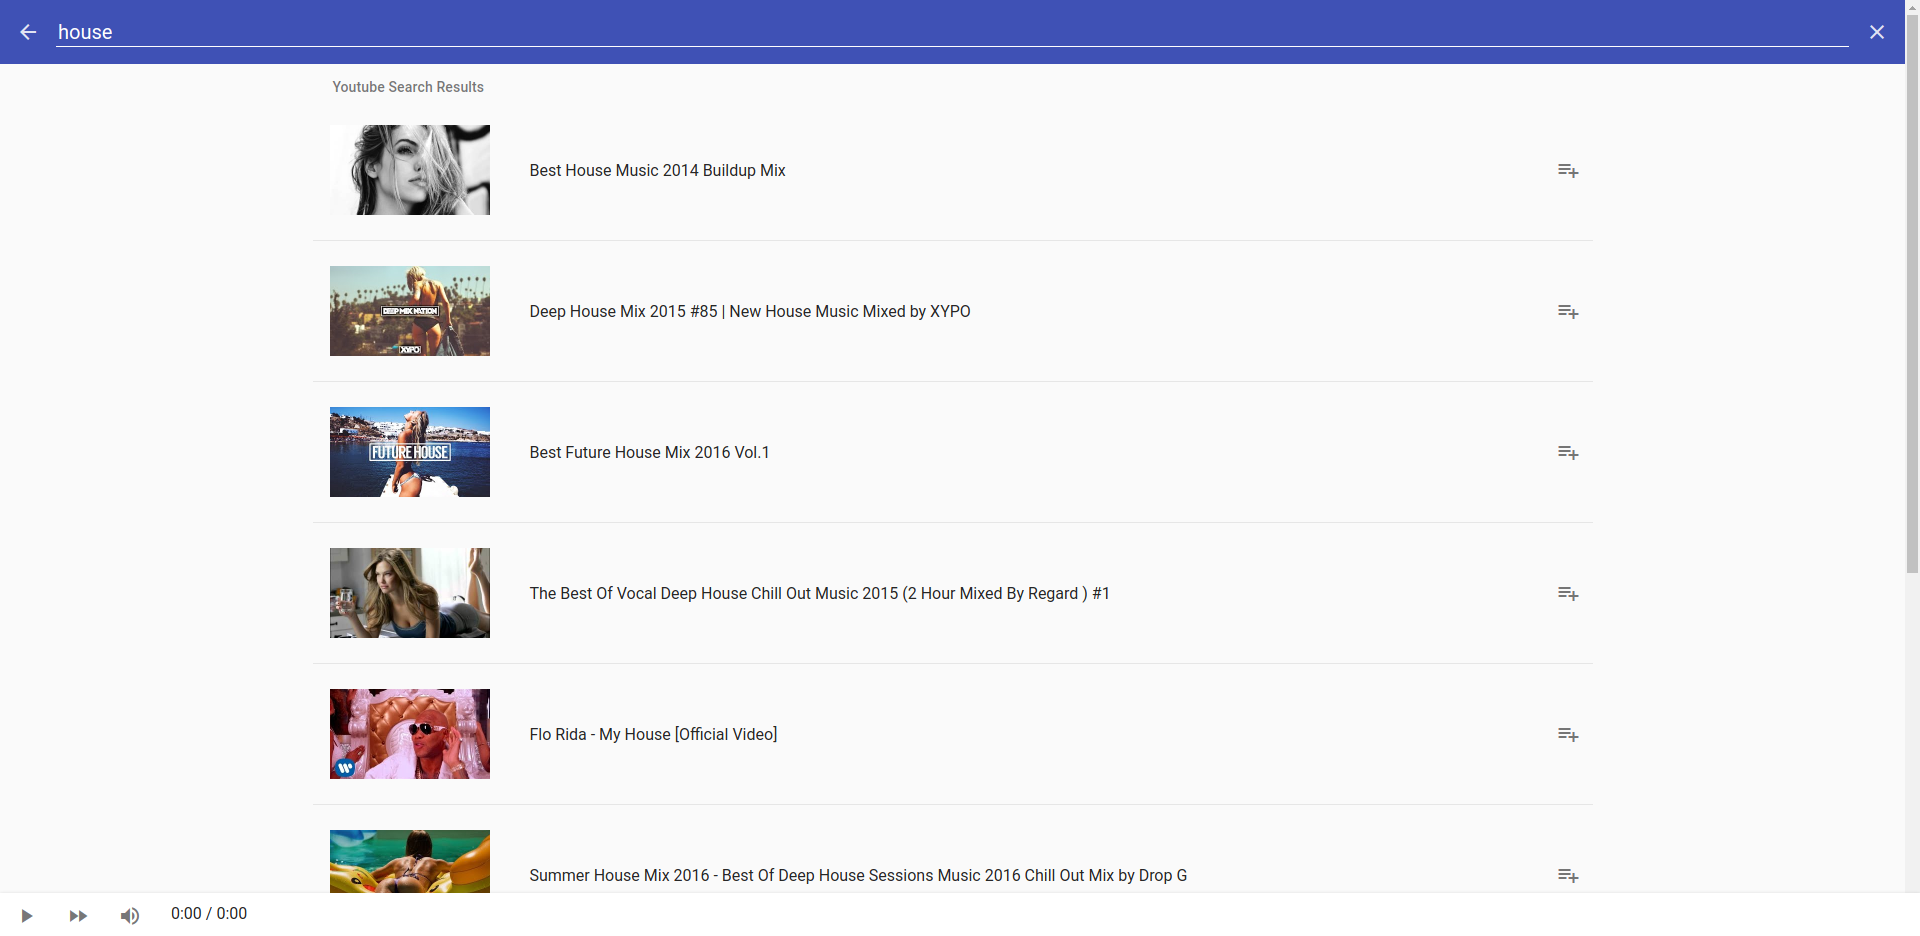 house
Youtube Search Results
Best House Music 2014 Buildup Mix
DEEP MIX NATION
XYPO
Deep House Mix 2015 #85 | New House Music Mixed by XYPO
FUTURE HOUSE
Best Future House Mix 2016 Vol.1
The Best Of Vocal Deep House Chill Out Music 2015 (2 Hour Mixed By Regard ) #1
Flo Rida - My House [Official Video]
Summer House Mix 2016 - Best Of Deep House Sessions Music 2016 Chill Out Mix by Drop G
0:00 / 0:00